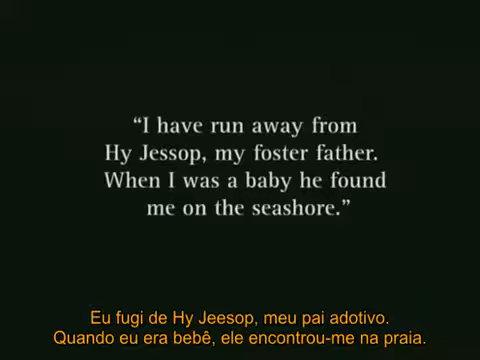 “I have run away from
Hy Jessop, my foster father.
When I was a baby he found
me on the seashore.”
Eu fugi de Hy Jeesop, meu pai adotivo.
Quando eu era bebê, ele encontrou-me na praia.